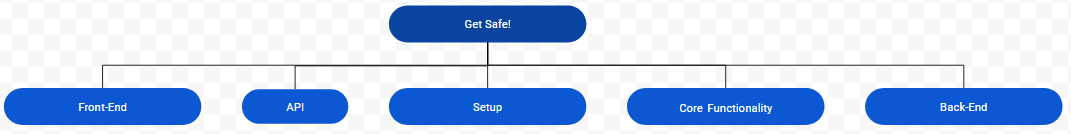 Get Safe!
Front-End
API
Setup
Core Functionality
Back-End